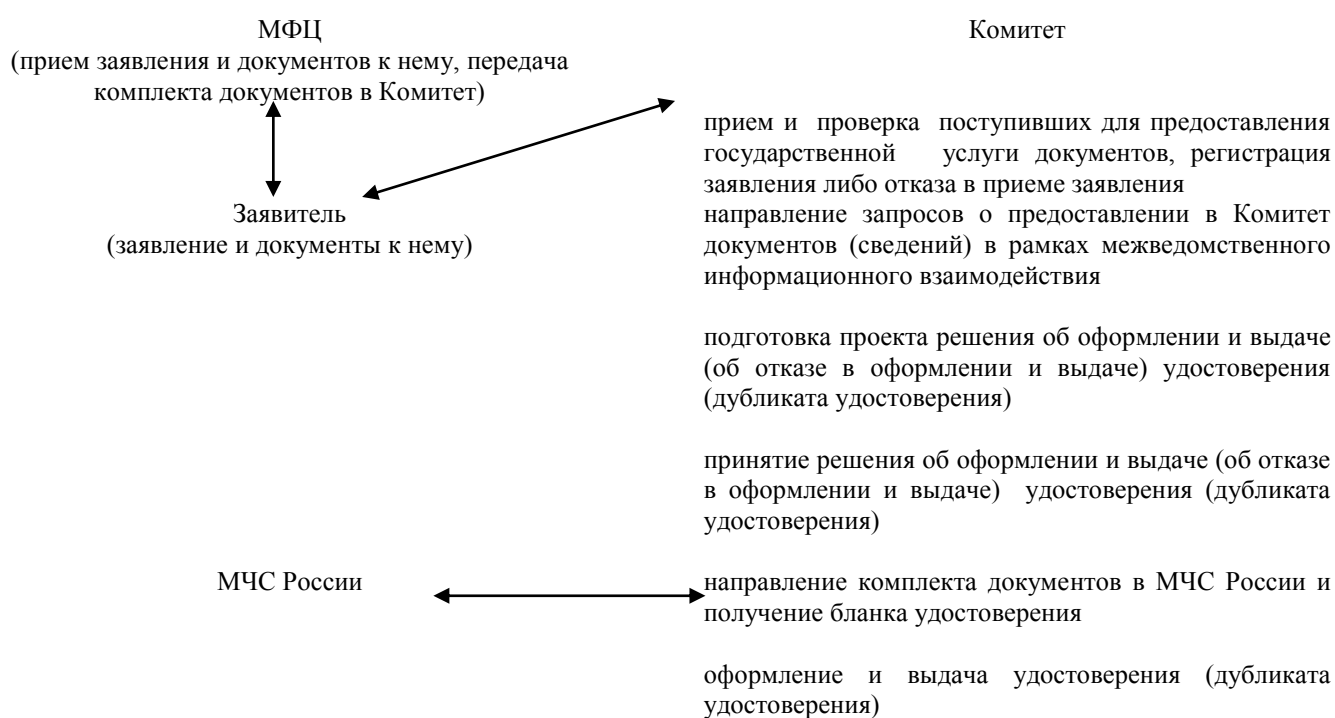 МФЦ
(прием заявления и документов к нему, передача
комплекта документов в Комитет)
Заявитель
(заявление и документы к нему)
МЧС России
Комитет
прием и проверка поступивших для предоставления
государственной услуги документов, регистрация
заявления либо отказа в приеме заявления
направление запросов о предоставлении в Комитет
документов (сведений) в рамках межведомственного
информационного взаимодействия
подготовка проекта решения об оформлении и выдаче
(об отказе в оформлении и выдаче) удостоверения
(дубликата удостоверения)
принятие решения об оформлении и выдаче (об отказе
в оформлении и выдаче) удостоверения (дубликата
удостоверения)
направление комплекта документов в МЧС России и
получение бланка удостоверения
оформление и выдача удостоверения (дубликата
удостоверения)